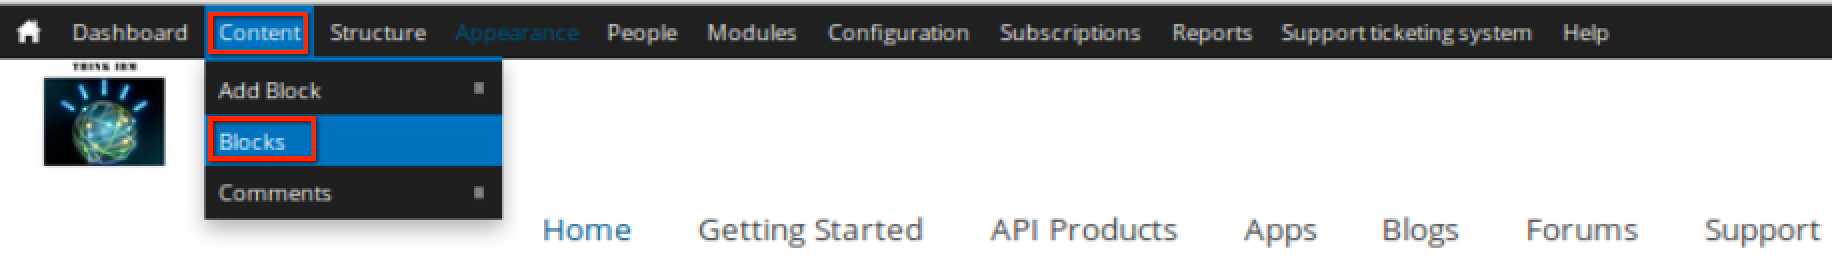 Dashboard Content Structure Appearance People Modules Configuration Subscriptions Reports Support ticketing system Help
THINK IBM
Add Block
Blocks
Comments
Home Getting Started API Products Apps Blogs Forums Support